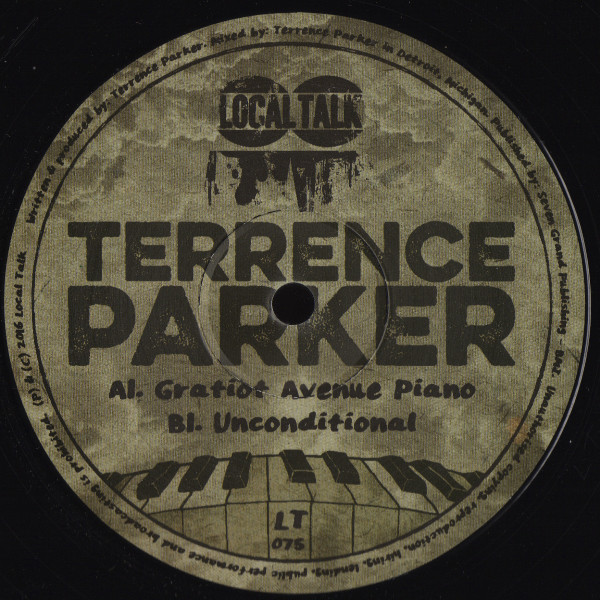 LOCAL TALK
TERRENCE
PARKER
A1. Gratiot Avenue Piano
B1. Unconditional
LT
075
Written & produced by: Terrence Parker. Mixed by: Terrence Parker in Detroit, Michigan. Published by: Seven Grand Publishing - BMI. Unauthorised copying, reproduction, hiring, lending, public performance and broadcasting is prohibited. (P) & (C) 2016 Local Talk